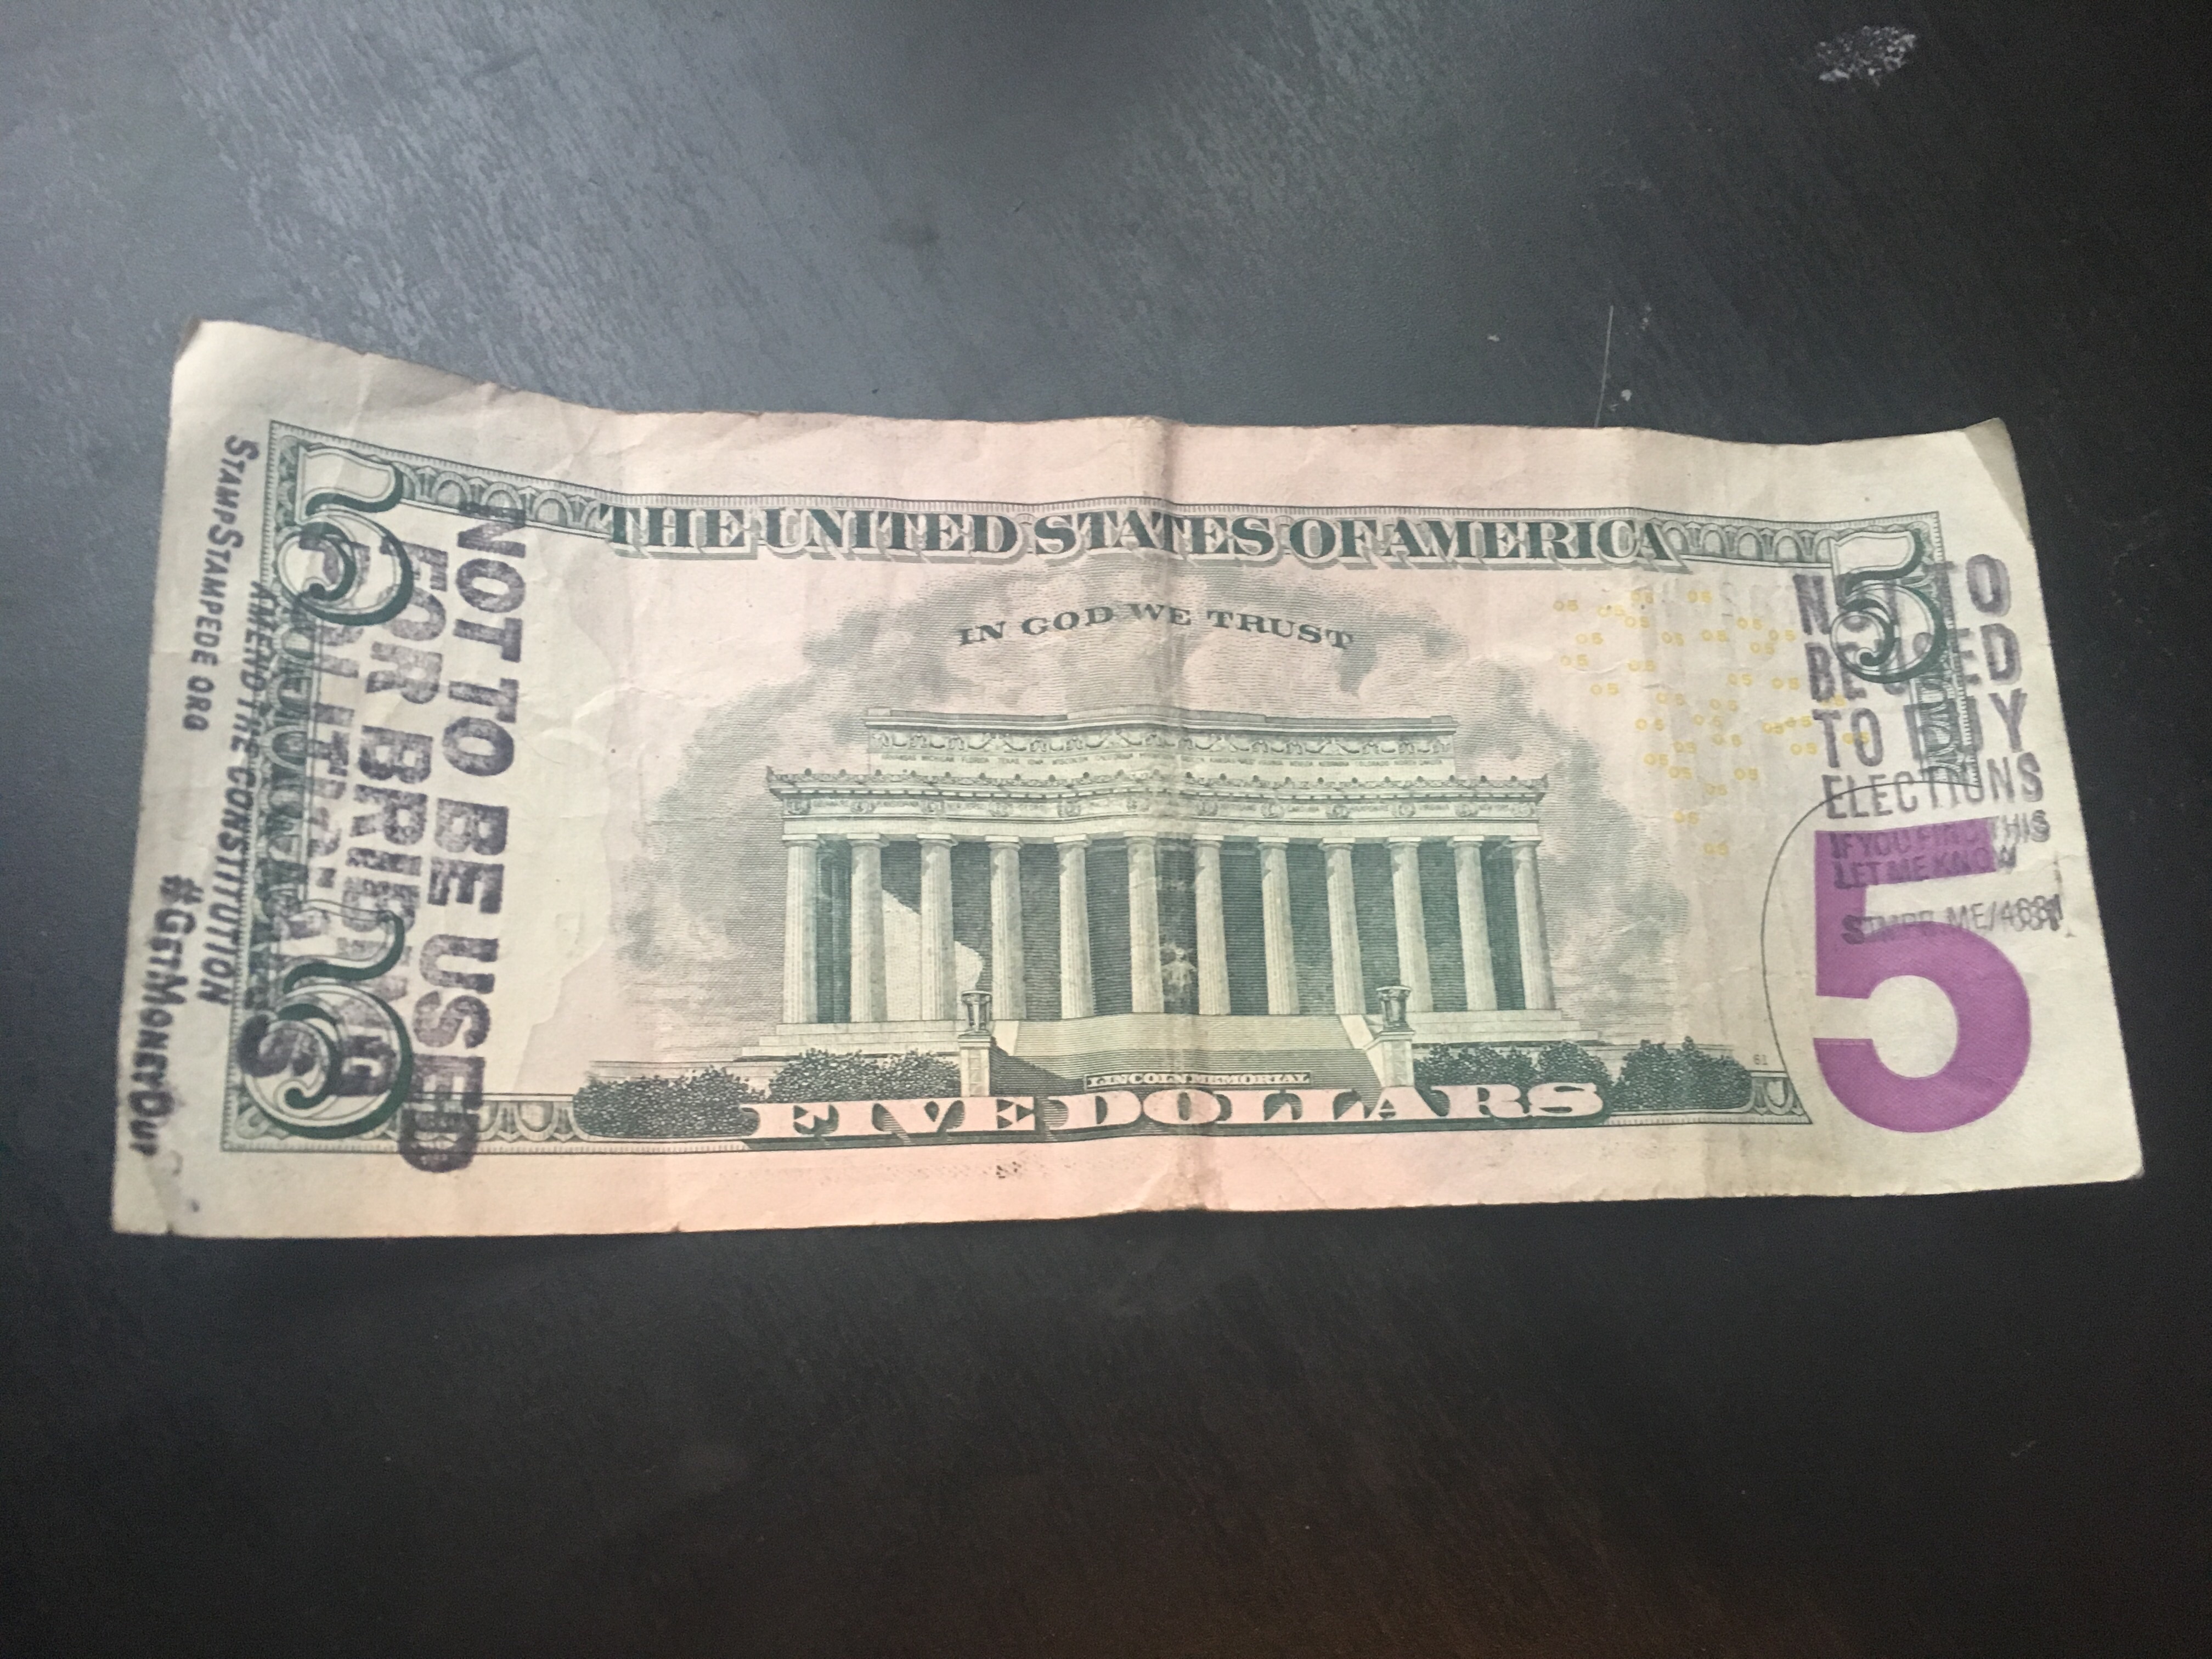 THE UNITED STATES OF AMERICA
IN GOD WE TRUST
LINCOLN MEMORIAL
FIVE DOLLARS
5
5
5
5
61
NOT TO BE USED
FOR BRIBING
POLITICIANS
AMEND THE CONSTITUTION
STAMPSTAMPEDE ORG
#GETMONEYOUT
NOT TO
BE USED
TO BUY
ELECTIONS
IF YOU FIND THIS
LET ME KNOW